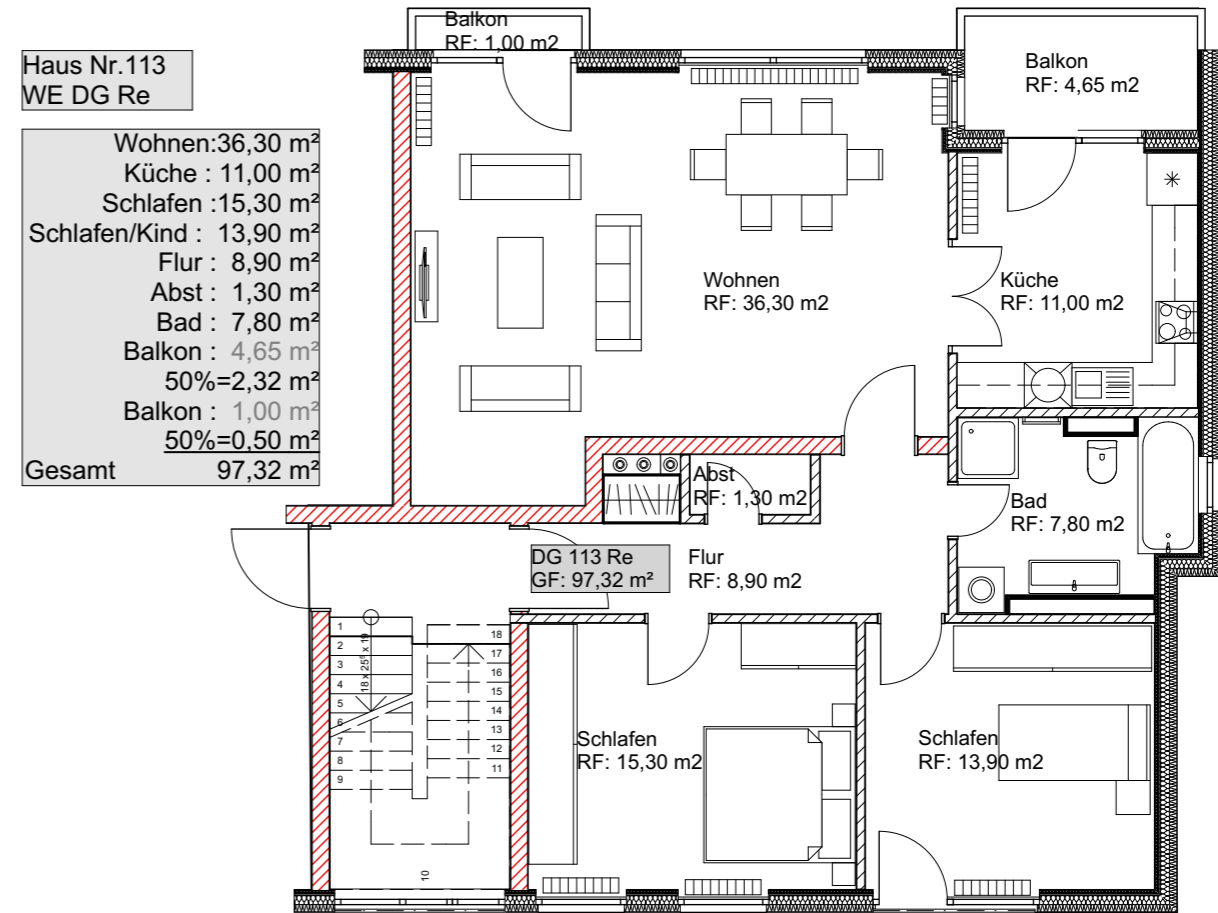 Haus Nr.113
WE DG Re
Wohnen:36,30 m²
Küche : 11,00 m²
Schlafen :15,30 m²
Schlafen/Kind : 13,90 m²
Flur : 8,90 m²
Abst : 1,30 m²
Bad : 7,80 m²
Balkon : 4,65 m²
50%=2,32 m²
Balkon : 1,00 m²
50%=0,50 m²
Gesamt 97,32 m²
Balkon
RF: 1,00 m2
Balkon
RF: 4,65 m2
Wohnen
RF: 36,30 m2
Küche
RF: 11,00 m2
Abst
RF: 1,30 m2
Bad
RF: 7,80 m2
DG 113 Re
GF: 97,32 m²
Flur
RF: 8,90 m2
Schlafen
RF: 15,30 m2
Schlafen
RF: 13,90 m2
1
2
3
4
5
6
7
8
9
10
11
12
13
14
15
16
17
18
18 x 25⁵ x 19